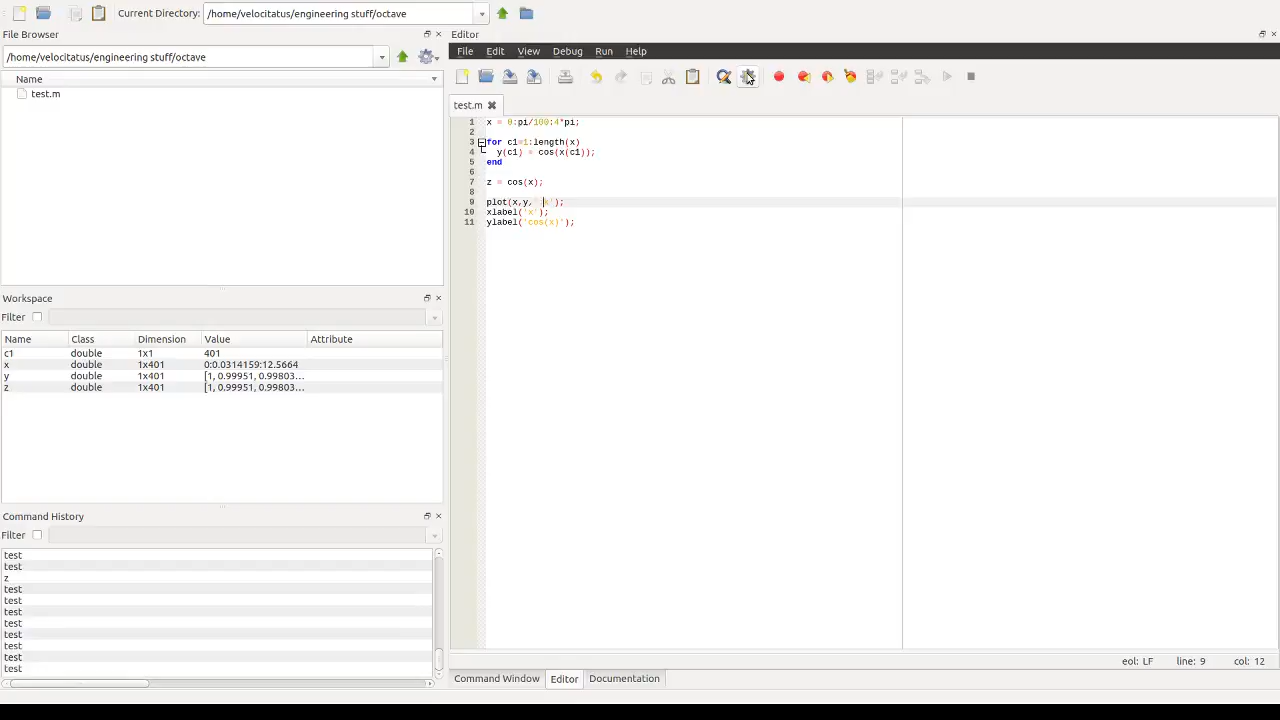 Current Directory: /home/velocitatus/engineering stuff/octave
File Browser
/home/velocitatus/engineering stuff/octave
Name
test.m
Workspace
Filter
Name Class Dimension Value Attribute
c1 double 1x1 401
x double 1x401 0:0.0314159:12.5664
y double 1x401 [1, 0.99951, 0.99803...
z double 1x401 [1, 0.99951, 0.99803...
Command History
Filter
test
test
z
test
test
test
test
test
test
test
test
Editor
File Edit View Debug Run Help
test.m
1 x = 0:pi/100:4*pi;
2
3 for c1=1:length(x)
4 y(c1) = cos(x(c1));
5 end
6
7 z = cos(x);
8
9 plot(x,y,' k');
10 xlabel('x');
11 ylabel('cos(x)');
eol: LF line: 9 col: 12
Command Window Editor Documentation